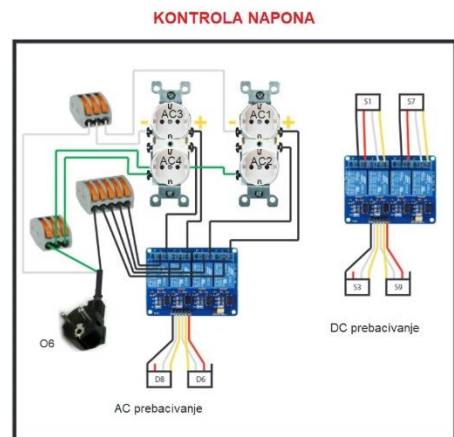 KONTROLA NAPONA
AC3
AC1
AC4
AC2
S1
S7
S3
S9
DC prebacivanje
O6
D8
D6
AC prebacivanje